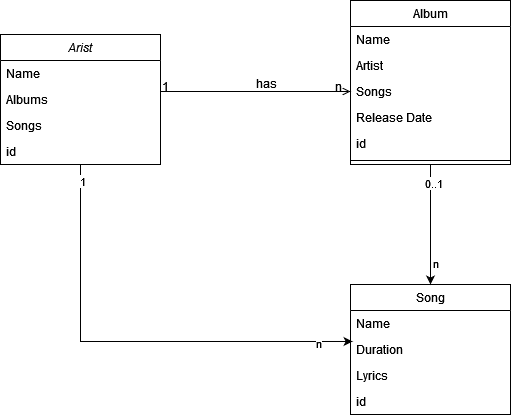 Arist
Name
Albums
Songs
id
1
has
n
Album
Name
Artist
Songs
Release Date
id
1
n
0..1
n
Song
Name
Duration
Lyrics
id